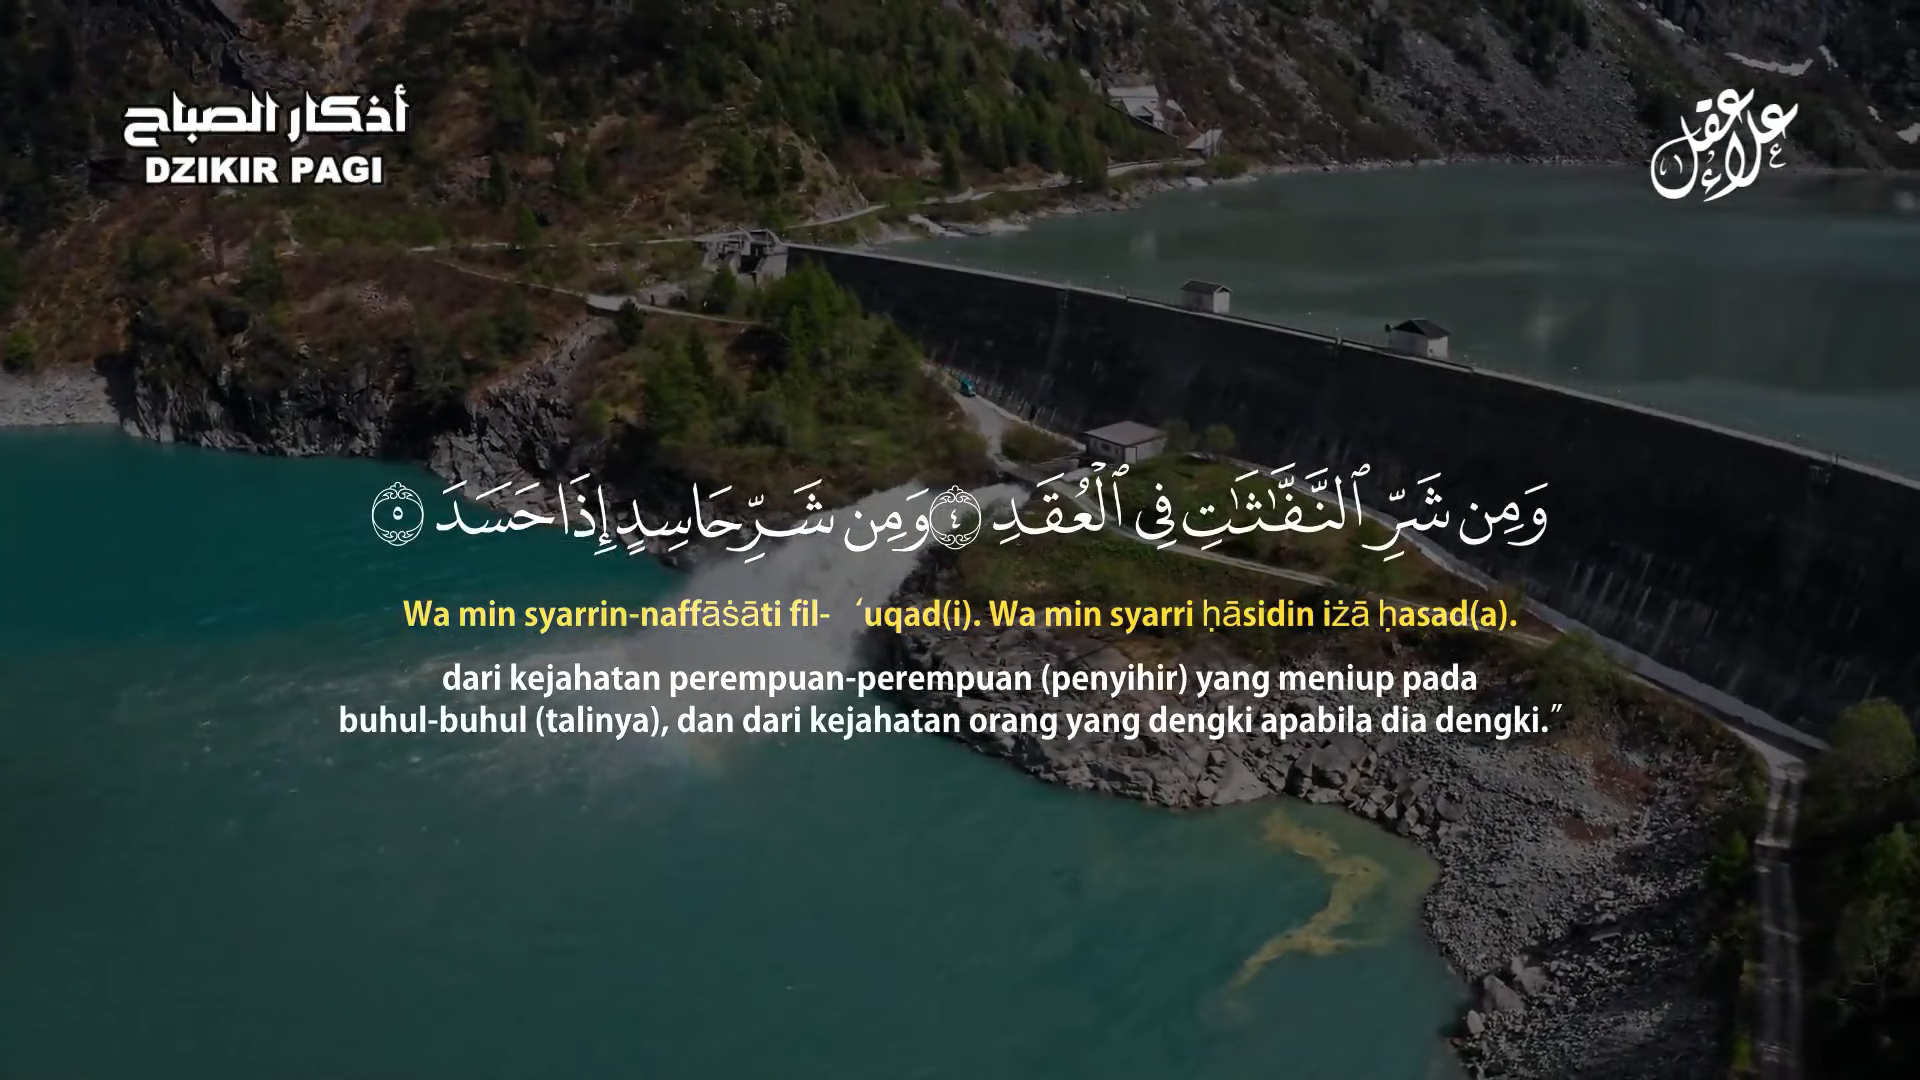 أذكار الصباح
DZIKIR PAGI
علاء عقل
وَمِن شَرِّ ٱلنَّفَّـٰثَـٰتِ فِى ٱلْعُقَدِ ٤ وَمِن شَرِّ حَاسِدٍ إِذَا حَسَدَ ٥
Wa min syarrin-naffāṡāti fil- ‘uqad(i). Wa min syarri ḥāsidin iżā ḥasad(a).
dari kejahatan perempuan-perempuan (penyihir) yang meniup pada
buhul-buhul (talinya), dan dari kejahatan orang yang dengki apabila dia dengki.”